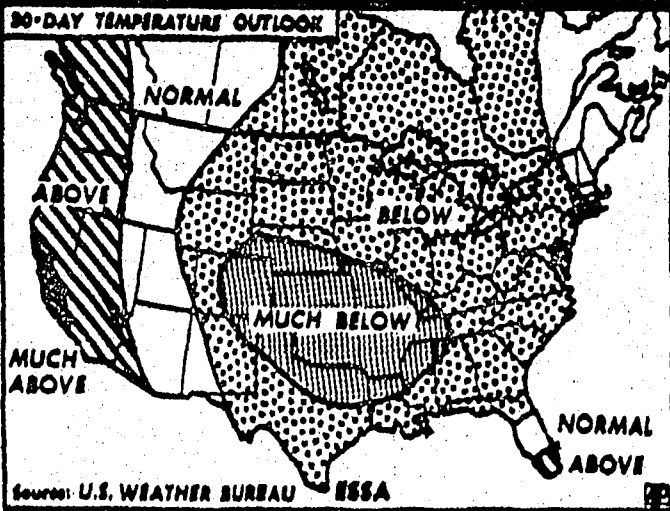 30-DAY TEMPERATURE OUTLOOK
NORMAL
ABOVE
BELOW
MUCH BELOW
MUCH
ABOVE
NORMAL
ABOVE
Source: U.S. WEATHER BUREAU ESSA